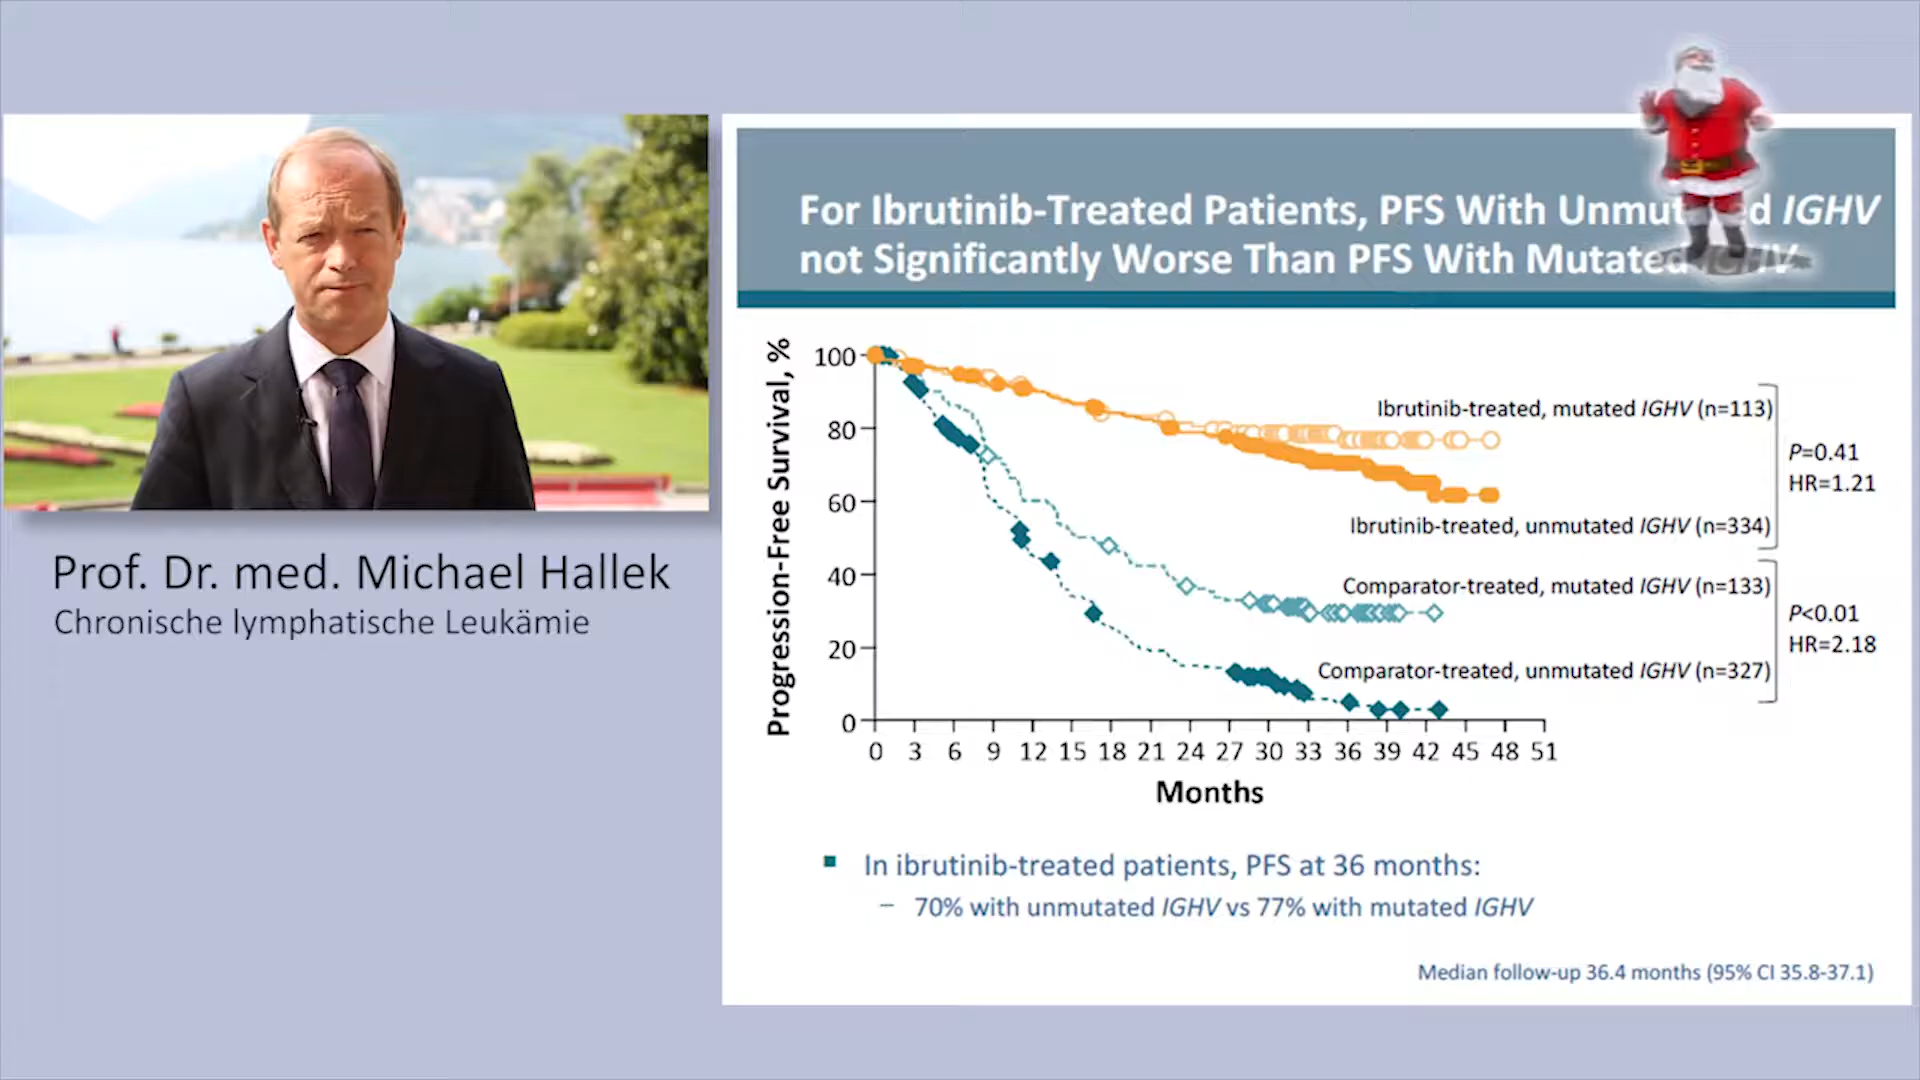 For Ibrutinib-Treated Patients, PFS With Unmutated IGHV
not Significantly Worse Than PFS With Mutated IGHV
Prof. Dr. med. Michael Hallek
Chronische lymphatische Leukämie
Progression-Free Survival, %
100
80
60
40
20
0
0 3 6 9 12 15 18 21 24 27 30 33 36 39 42 45 48 51
Months
Ibrutinib-treated, mutated IGHV (n=113)
P=0.41
HR=1.21
Ibrutinib-treated, unmutated IGHV (n=334)
Comparator-treated, mutated IGHV (n=133)
P<0.01
HR=2.18
Comparator-treated, unmutated IGHV (n=327)
In ibrutinib-treated patients, PFS at 36 months:
– 70% with unmutated IGHV vs 77% with mutated IGHV
Median follow-up 36.4 months (95% CI 35.8-37.1)